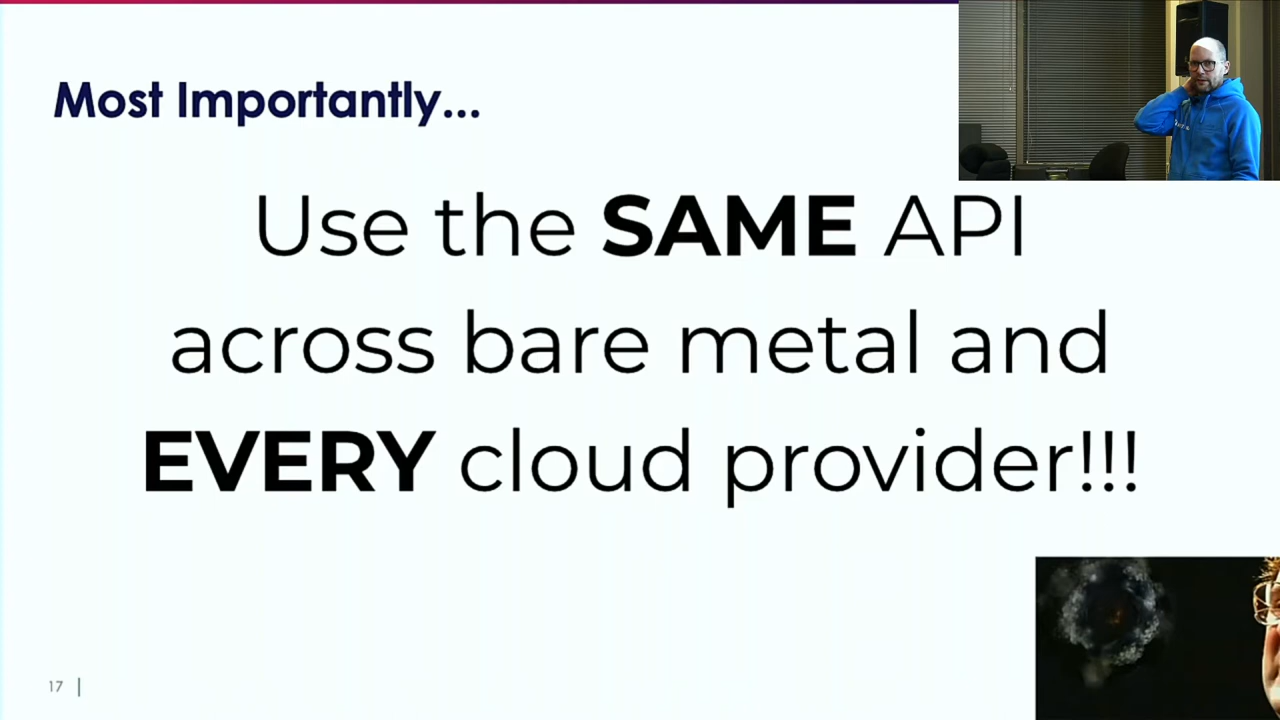 Most Importantly...
Use the SAME API
across bare metal and
EVERY cloud provider!!!
17 |